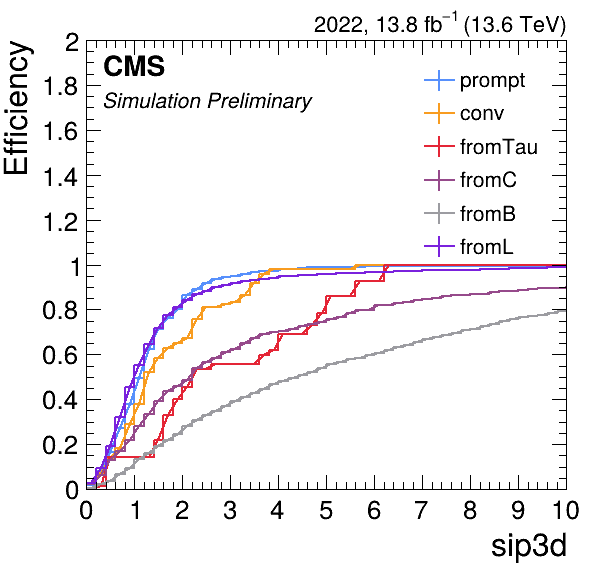 2022, 13.8 fb⁻¹ (13.6 TeV)
Efficiency
2
1.8
1.6
1.4
1.2
1
0.8
0.6
0.4
0.2
0
CMS
Simulation Preliminary
prompt
conv
fromTau
fromC
fromB
fromL
0 1 2 3 4 5 6 7 8 9 10
sip3d